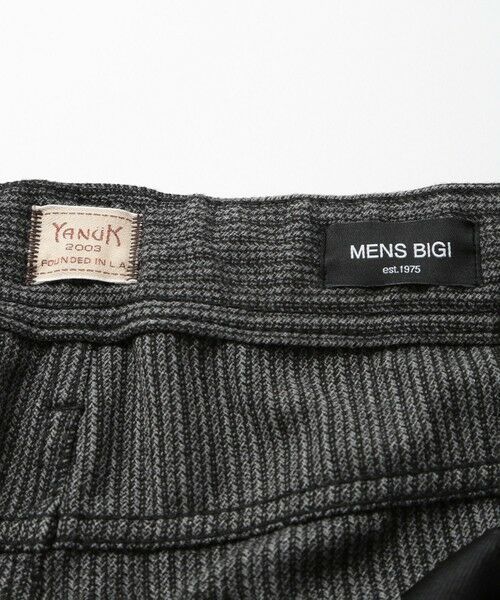 YANUK
2003
FOUNDED IN L.A
MENS BIGI
est.1975